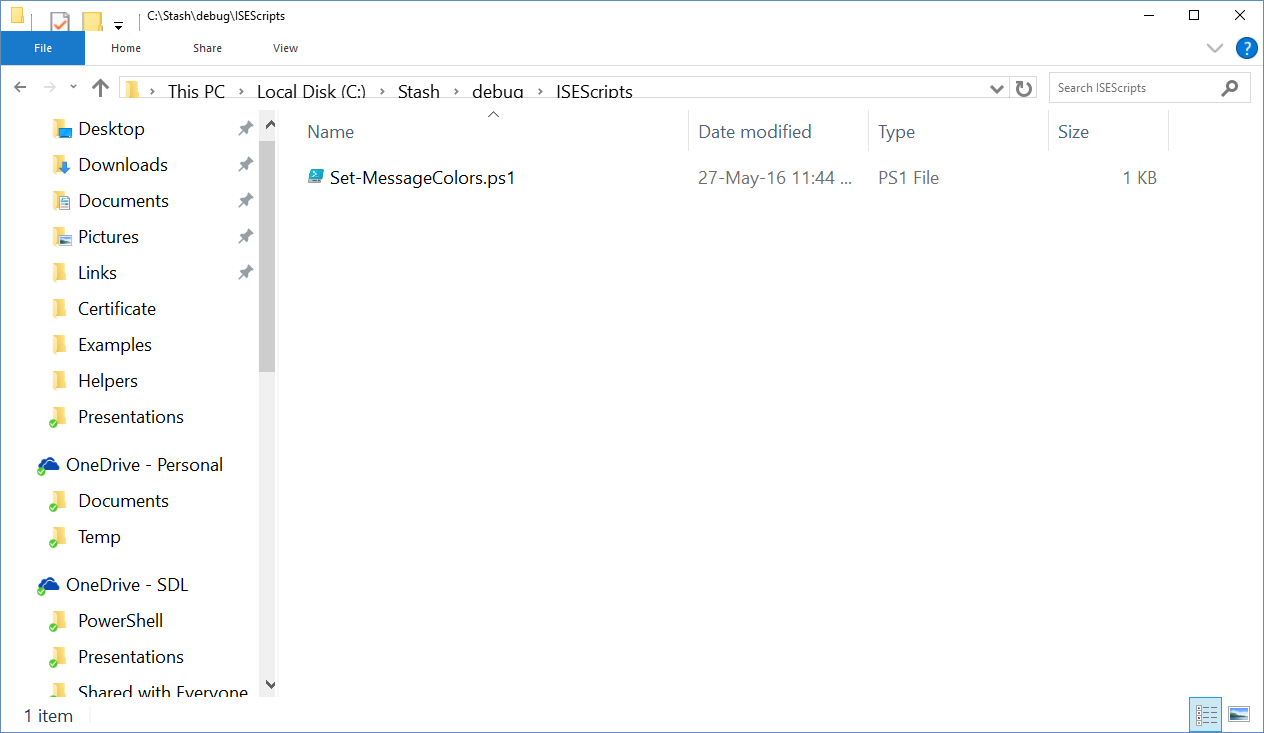 C:\Stash\debug\ISEScripts
File Home Share View
?
This PC › Local Disk (C:) › Stash › debug › ISEScripts
Search ISEScripts
Name Date modified Type Size
Set-MessageColors.ps1 27-May-16 11:44 ... PS1 File 1 KB
Desktop
Downloads
Documents
Pictures
Links
Certificate
Examples
Helpers
Presentations
OneDrive - Personal
Documents
Temp
OneDrive - SDL
PowerShell
Presentations
Shared with Everyone
1 item